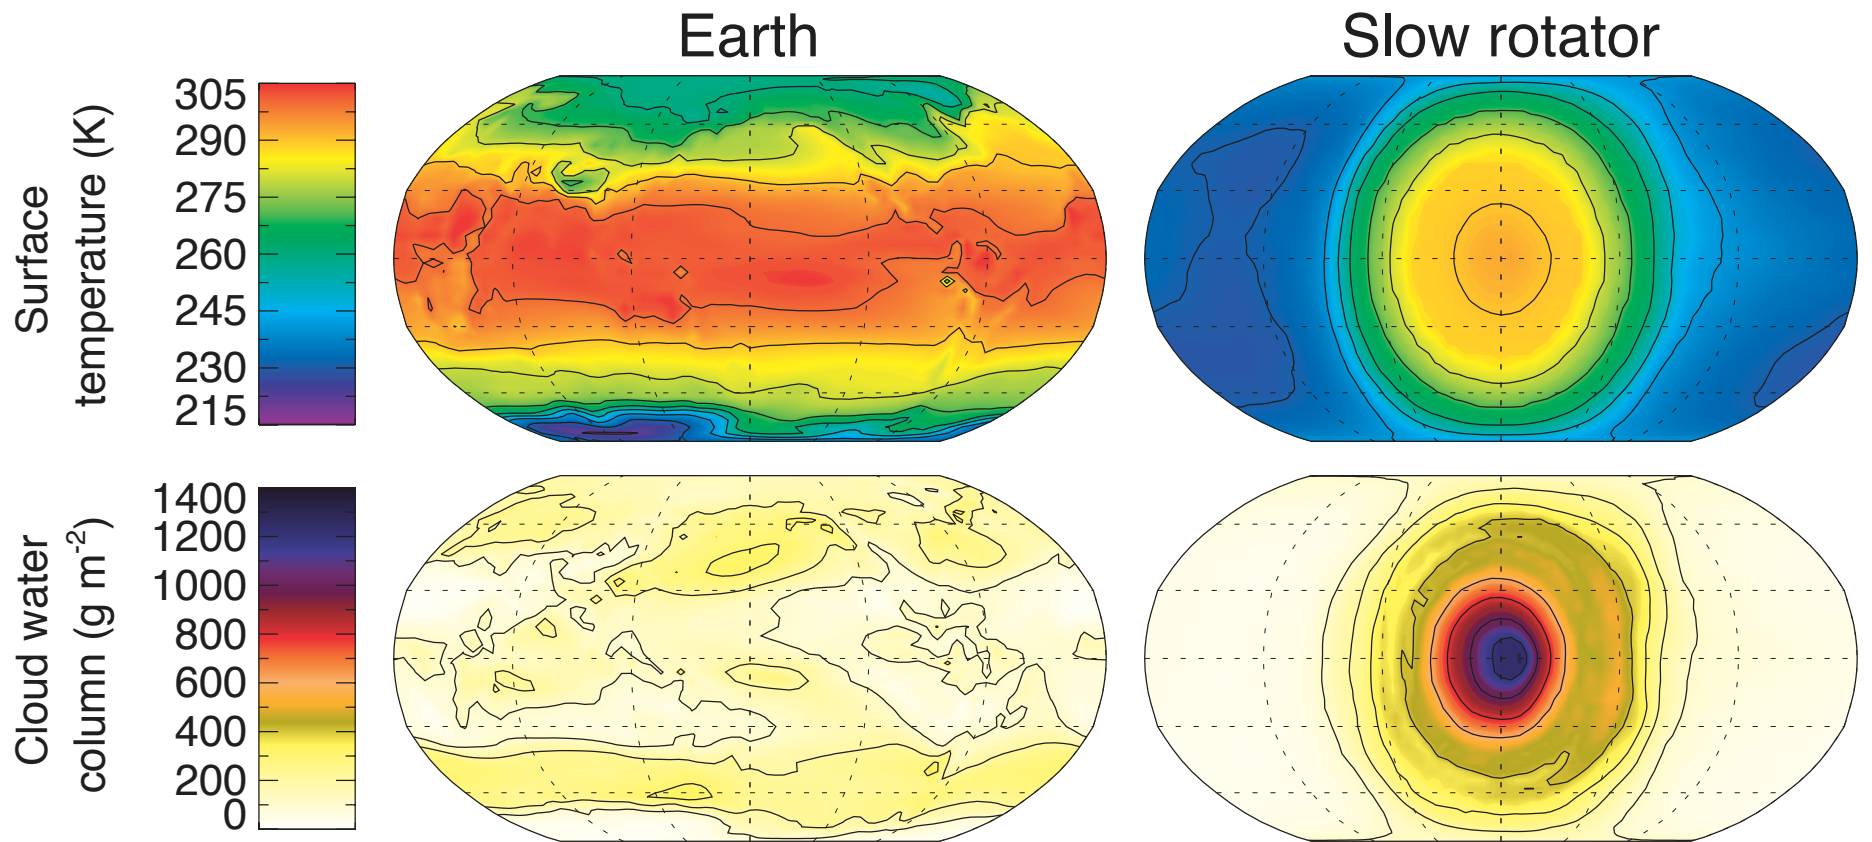 Earth
Slow rotator
Surface
temperature (K)
305
290
275
260
245
230
215
Cloud water
column (g m-2)
1400
1200
1000
800
600
400
200
0